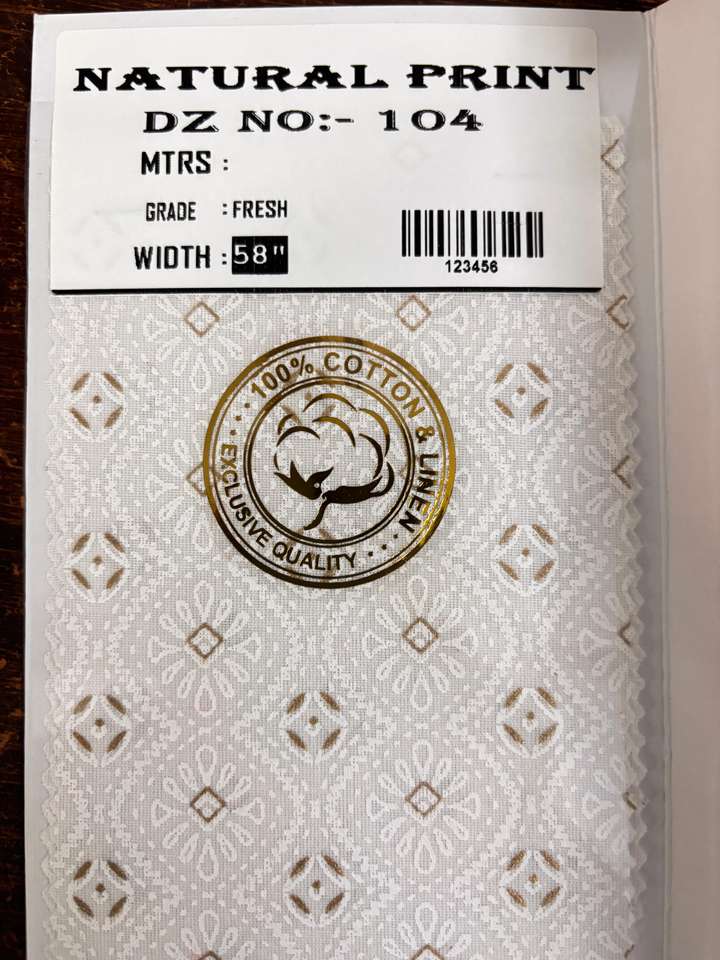 NATURAL PRINT
DZ NO:- 104
MTRS :
GRADE : FRESH
WIDTH : 58"
123456
100% COTTON & LINEN
EXCLUSIVE QUALITY